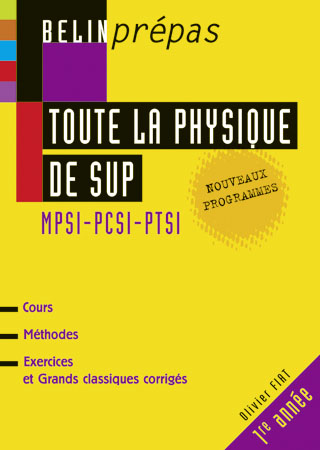 BELIN prépas
TOUTE LA PHYSIQUE
DE SUP
NOUVEAUX
PROGRAMMES
MPSI-PCSI-PTSI
Cours
Méthodes
Exercices
et Grands classiques corrigés
Olivier FIAT
1re année